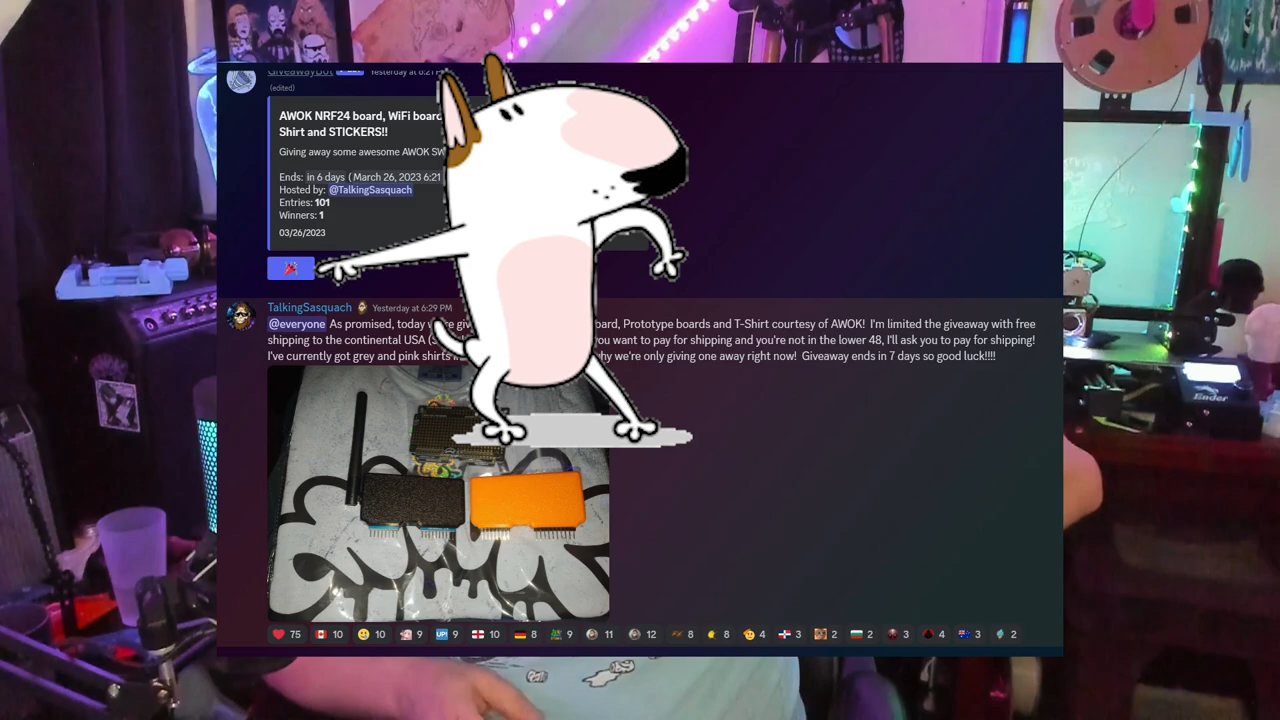 GiveawayBot Yesterday at 6:21
(edited)
AWOK NRF24 board, WiFi board
Shirt and STICKERS!!
Giving away some awesome AWOK SW
Ends: in 6 days (March 26, 2023 6:21
Hosted by: @TalkingSasquach
Entries: 101
Winners: 1
03/26/2023
TalkingSasquach Yesterday at 6:29 PM
@everyone As promised, today we're giv board, Prototype boards and T-Shirt courtesy of AWOK! I'm limited the giveaway with free
shipping to the continental USA (S you want to pay for shipping and you're not in the lower 48, I'll ask you to pay for shipping!
I've currently got grey and pink shirts why we're only giving one away right now! Giveaway ends in 7 days so good luck!!!!
75 10 10 9 UP! 9 10 8 9 11 12 8 8 4 3 2 2 3 4 3 2
Ender